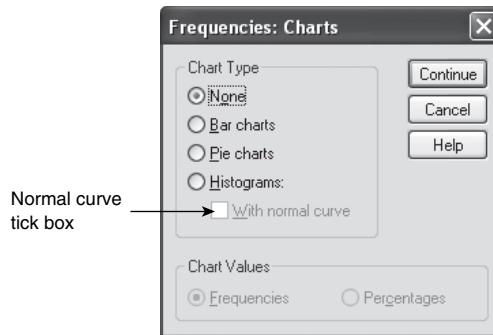 Frequencies: Charts
Chart Type
None
Bar charts
Pie charts
Histograms:
With normal curve
Continue
Cancel
Help
Normal curve
tick box
Chart Values
Frequencies
Percentages